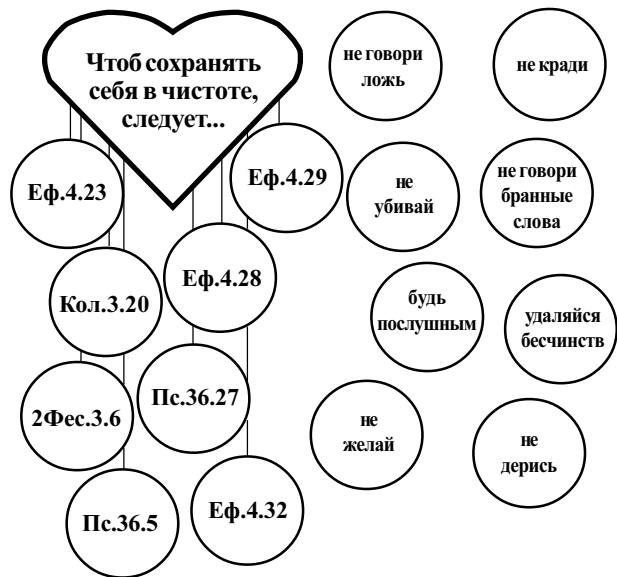 Чтоб сохранять
себя в чистоте,
следует...
Еф.4.23
Еф.4.29
Кол.3.20
Еф.4.28
2Фес.3.6
Пс.36.27
Пс.36.5
Еф.4.32
не говори
ложь
не кради
не
убивай
не говори
бранные
слова
будь
послушным
удаляйся
бесчинств
не
желай
не
дерись